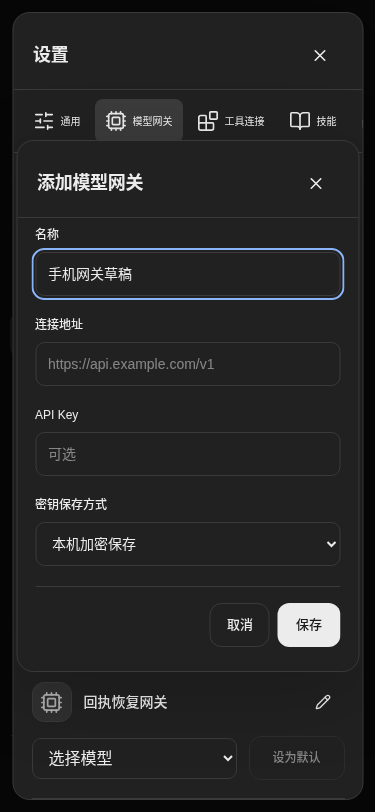 设置
通用
模型网关
工具连接
技能
添加模型网关
名称
手机网关草稿
连接地址
https://api.example.com/v1
API Key
可选
密钥保存方式
本机加密保存
取消
保存
回执恢复网关
选择模型
设为默认